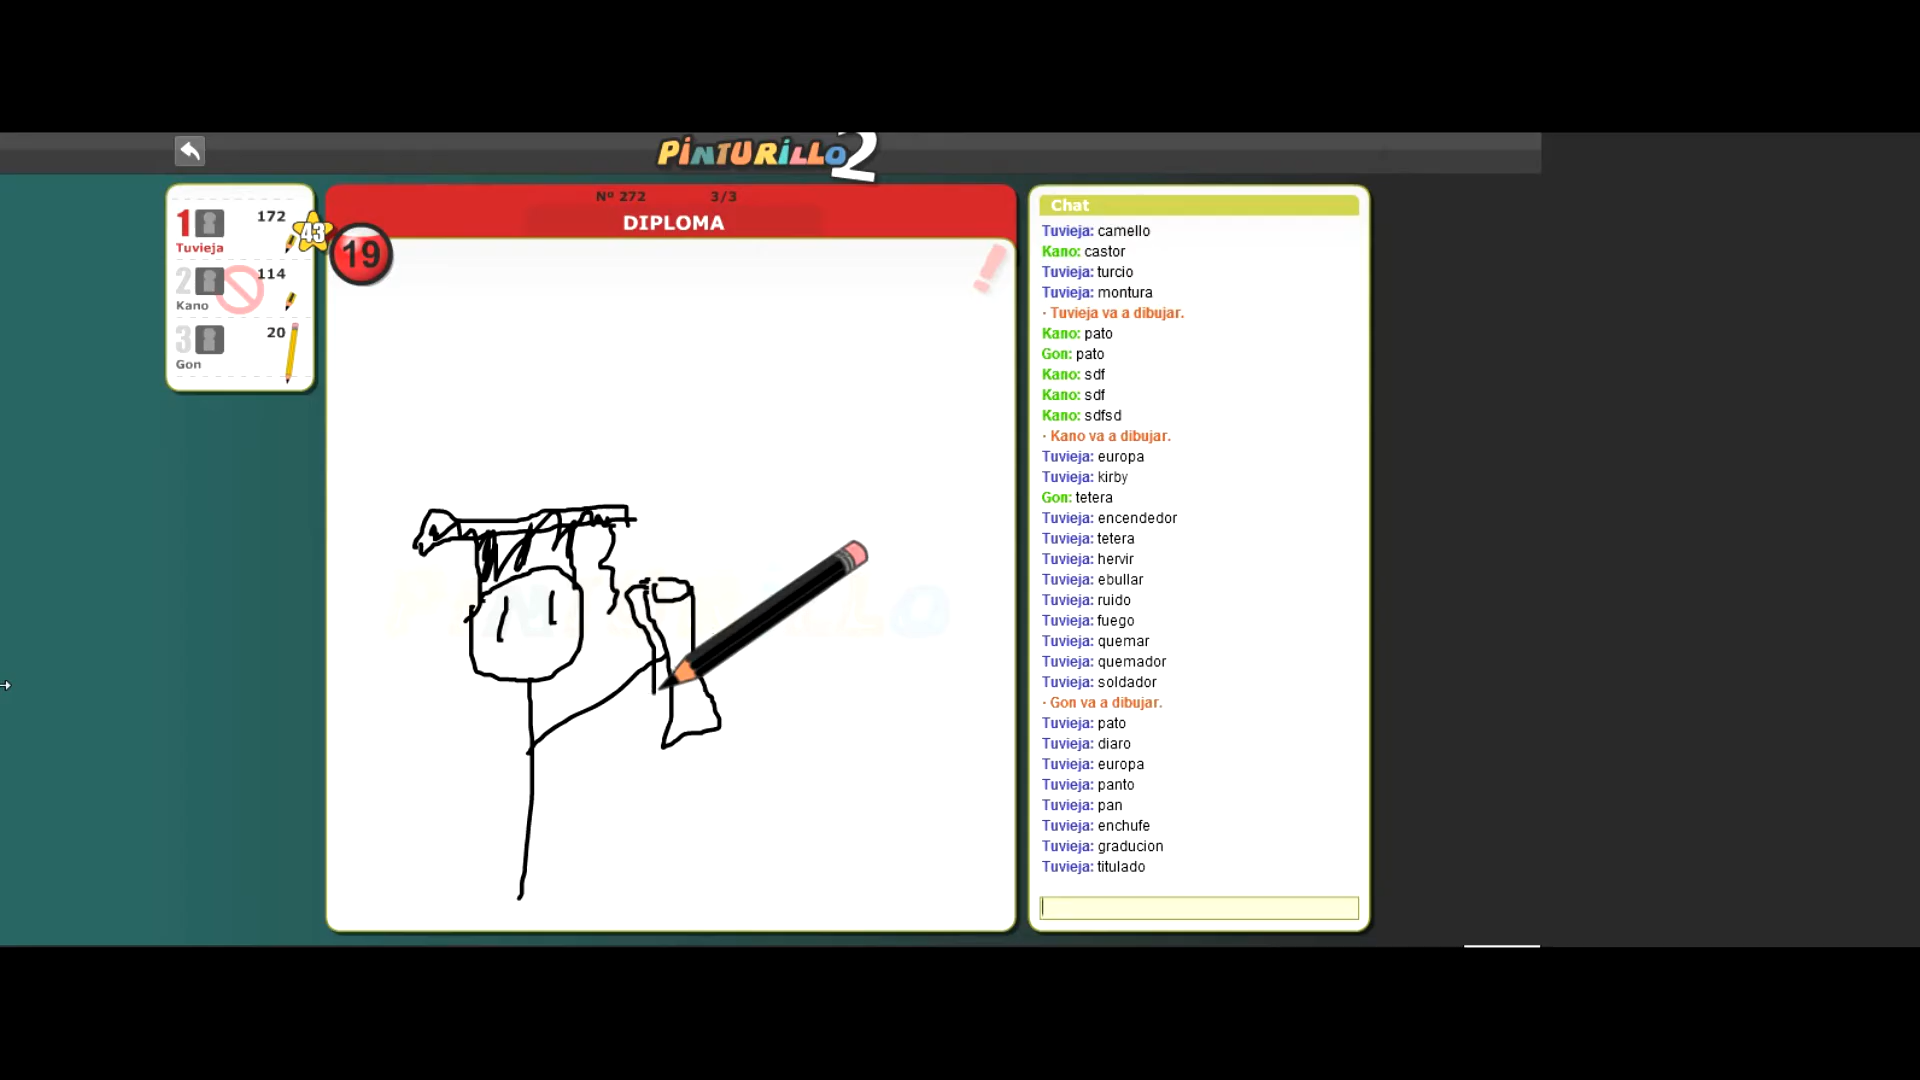 PINTURILLO 2
Nº 272 3/3
DIPLOMA
1 172
Tuvieja
43
19
2 114
Kano
3 20
Gon
PINTURILLO
Chat
Tuvieja: camello
Kano: castor
Tuvieja: turcio
Tuvieja: montura
· Tuvieja va a dibujar.
Kano: pato
Gon: pato
Kano: sdf
Kano: sdf
Kano: sdfsd
· Kano va a dibujar.
Tuvieja: europa
Tuvieja: kirby
Gon: tetera
Tuvieja: encendedor
Tuvieja: tetera
Tuvieja: hervir
Tuvieja: ebullar
Tuvieja: ruido
Tuvieja: fuego
Tuvieja: quemar
Tuvieja: quemador
Tuvieja: soldador
· Gon va a dibujar.
Tuvieja: pato
Tuvieja: diaro
Tuvieja: europa
Tuvieja: panto
Tuvieja: pan
Tuvieja: enchufe
Tuvieja: graducion
Tuvieja: titulado